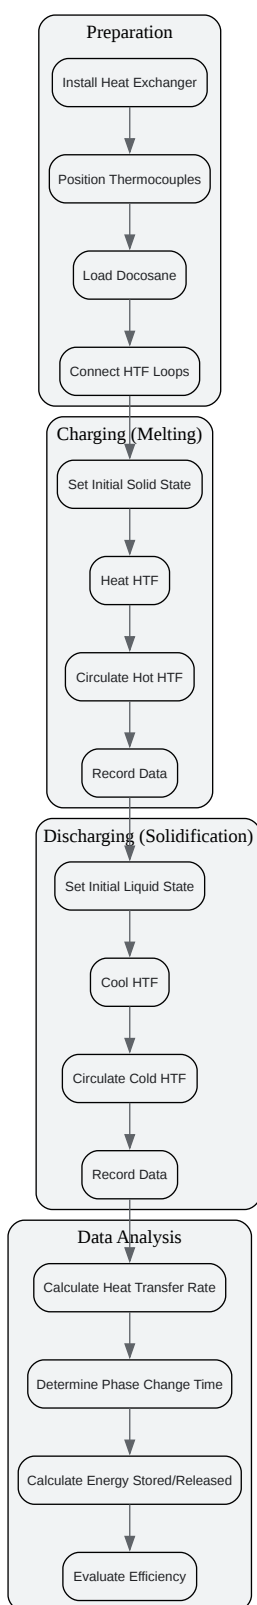 Preparation
Install Heat Exchanger
Position Thermocouples
Load Docosane
Connect HTF Loops
Charging (Melting)
Set Initial Solid State
Heat HTF
Circulate Hot HTF
Record Data
Discharging (Solidification)
Set Initial Liquid State
Cool HTF
Circulate Cold HTF
Record Data
Data Analysis
Calculate Heat Transfer Rate
Determine Phase Change Time
Calculate Energy Stored/Released
Evaluate Efficiency